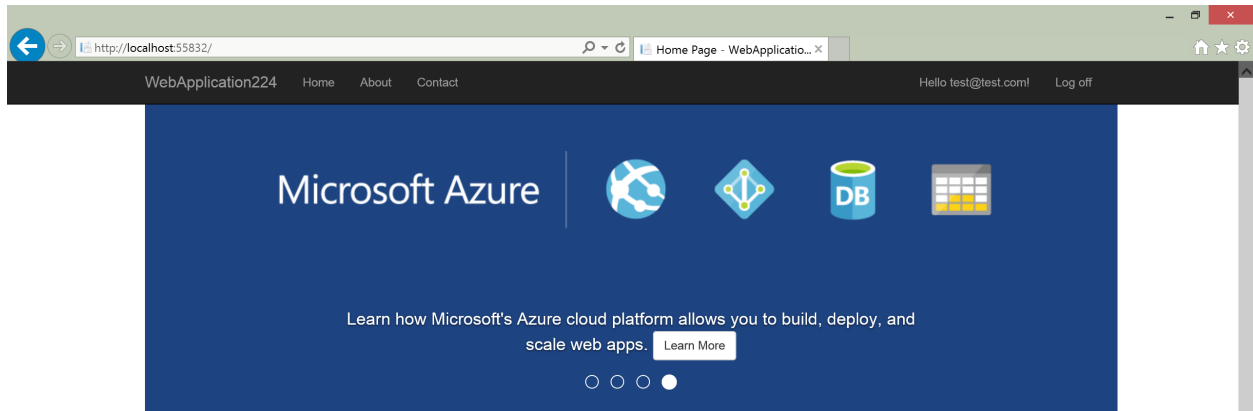 http://localhost:55832/
Home Page - WebApplicatio...
WebApplication224 Home About Contact Hello test@test.com! Log off
Microsoft Azure
DB
Learn how Microsoft's Azure cloud platform allows you to build, deploy, and
scale web apps. Learn More